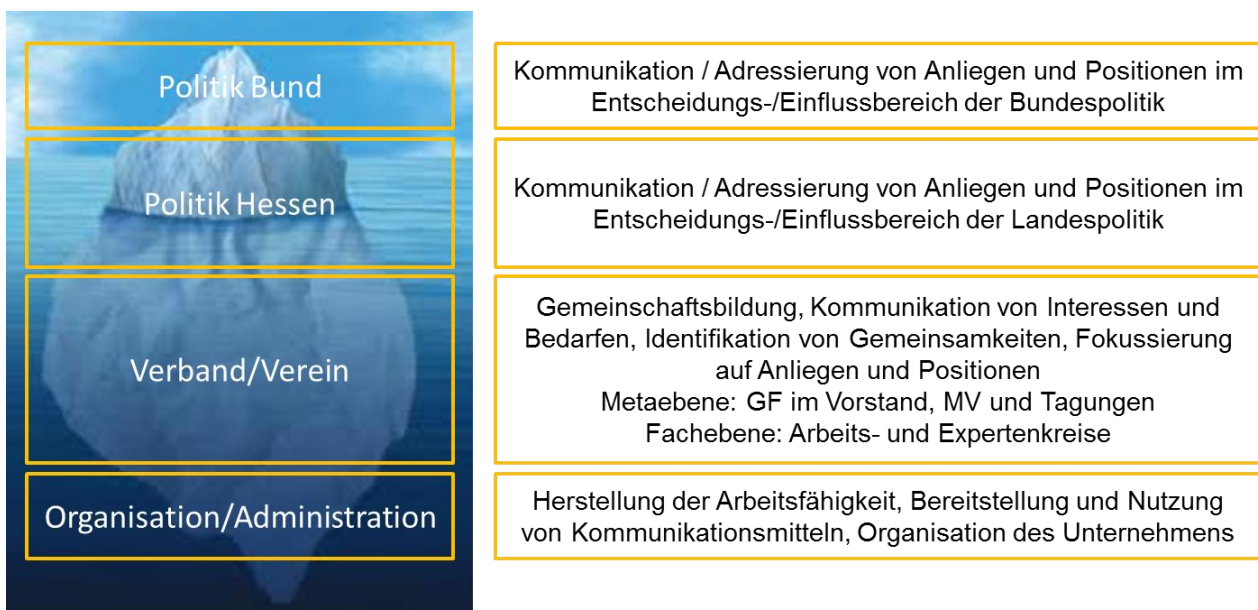 Politik Bund
Kommunikation / Adressierung von Anliegen und Positionen im
Entscheidungs-/Einflussbereich der Bundespolitik
Politik Hessen
Kommunikation / Adressierung von Anliegen und Positionen im
Entscheidungs-/Einflussbereich der Landespolitik
Verband/Verein
Gemeinschaftsbildung, Kommunikation von Interessen und
Bedarfen, Identifikation von Gemeinsamkeiten, Fokussierung
auf Anliegen und Positionen
Metaebene: GF im Vorstand, MV und Tagungen
Fachebene: Arbeits- und Expertenkreise
Organisation/Administration
Herstellung der Arbeitsfähigkeit, Bereitstellung und Nutzung
von Kommunikationsmitteln, Organisation des Unternehmens